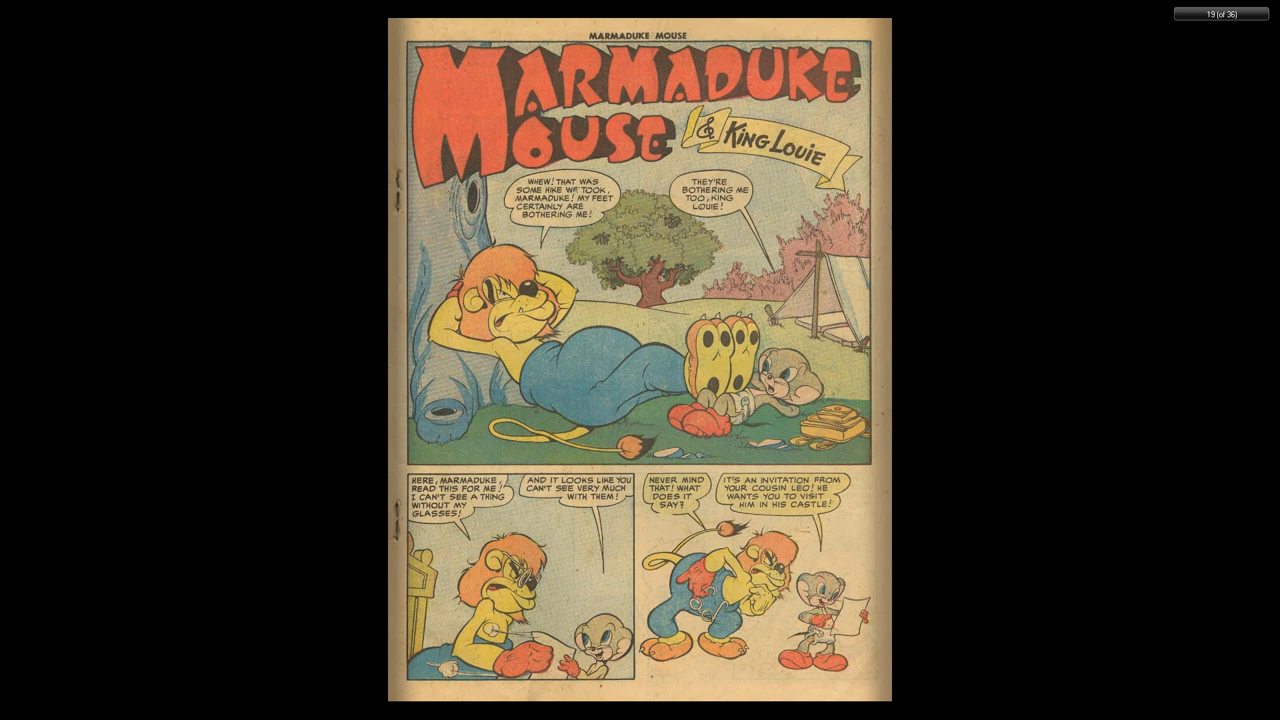 19 (of 36)
MARMADUKE MOUSE
MARMADUKE
MOUSE
& KING LOUIE
WHEW! THAT WAS
SOME HIKE WE TOOK,
MARMADUKE! MY FEET
CERTAINLY ARE
BOTHERING ME!
THEY'RE
BOTHERING ME
TOO, KING
LOUIE!
HERE, MARMADUKE,
READ THIS FOR ME!
I CAN'T SEE A THING
WITHOUT MY
GLASSES!
AND IT LOOKS LIKE YOU
CAN'T SEE VERY MUCH
WITH THEM!
NEVER MIND
THAT! WHAT
DOES IT
SAY?
IT'S AN INVITATION FROM
YOUR COUSIN LEO! HE
WANTS YOU TO VISIT
HIM IN HIS CASTLE!